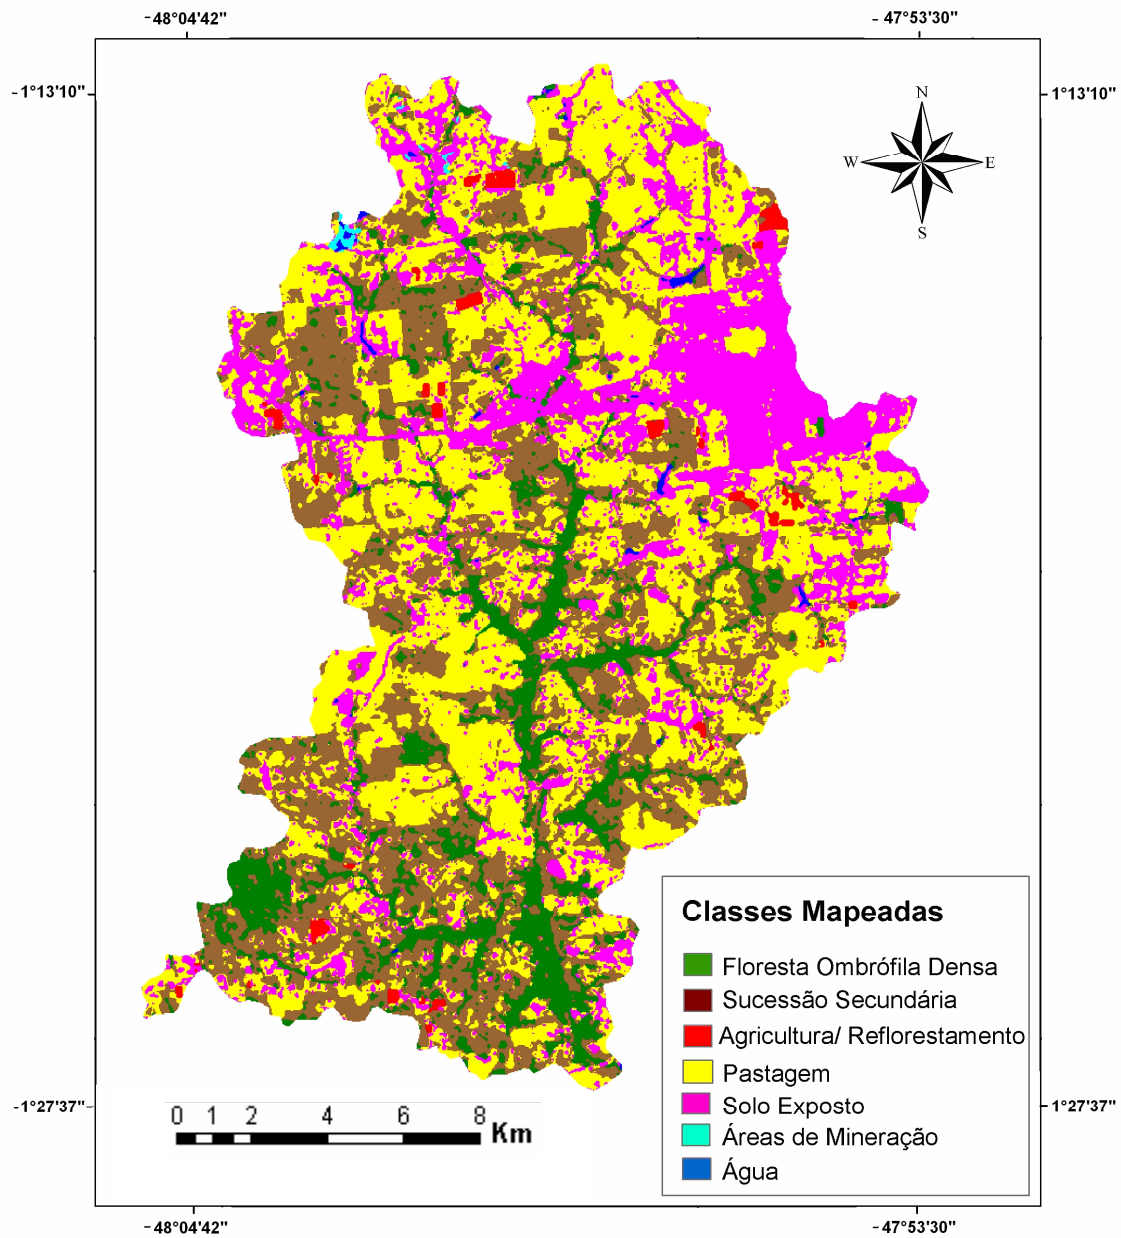 -48°04'42" -47°53'30"
-1°13'10" 1°13'10"
N
W E
S
Classes Mapeadas
Floresta Ombrófila Densa
Sucessão Secundária
Agricultura/ Reflorestamento
Pastagem
Solo Exposto
Áreas de Mineração
Água
0 1 2 4 6 8 Km
-1°27'37" 1°27'37"
-48°04'42" -47°53'30"